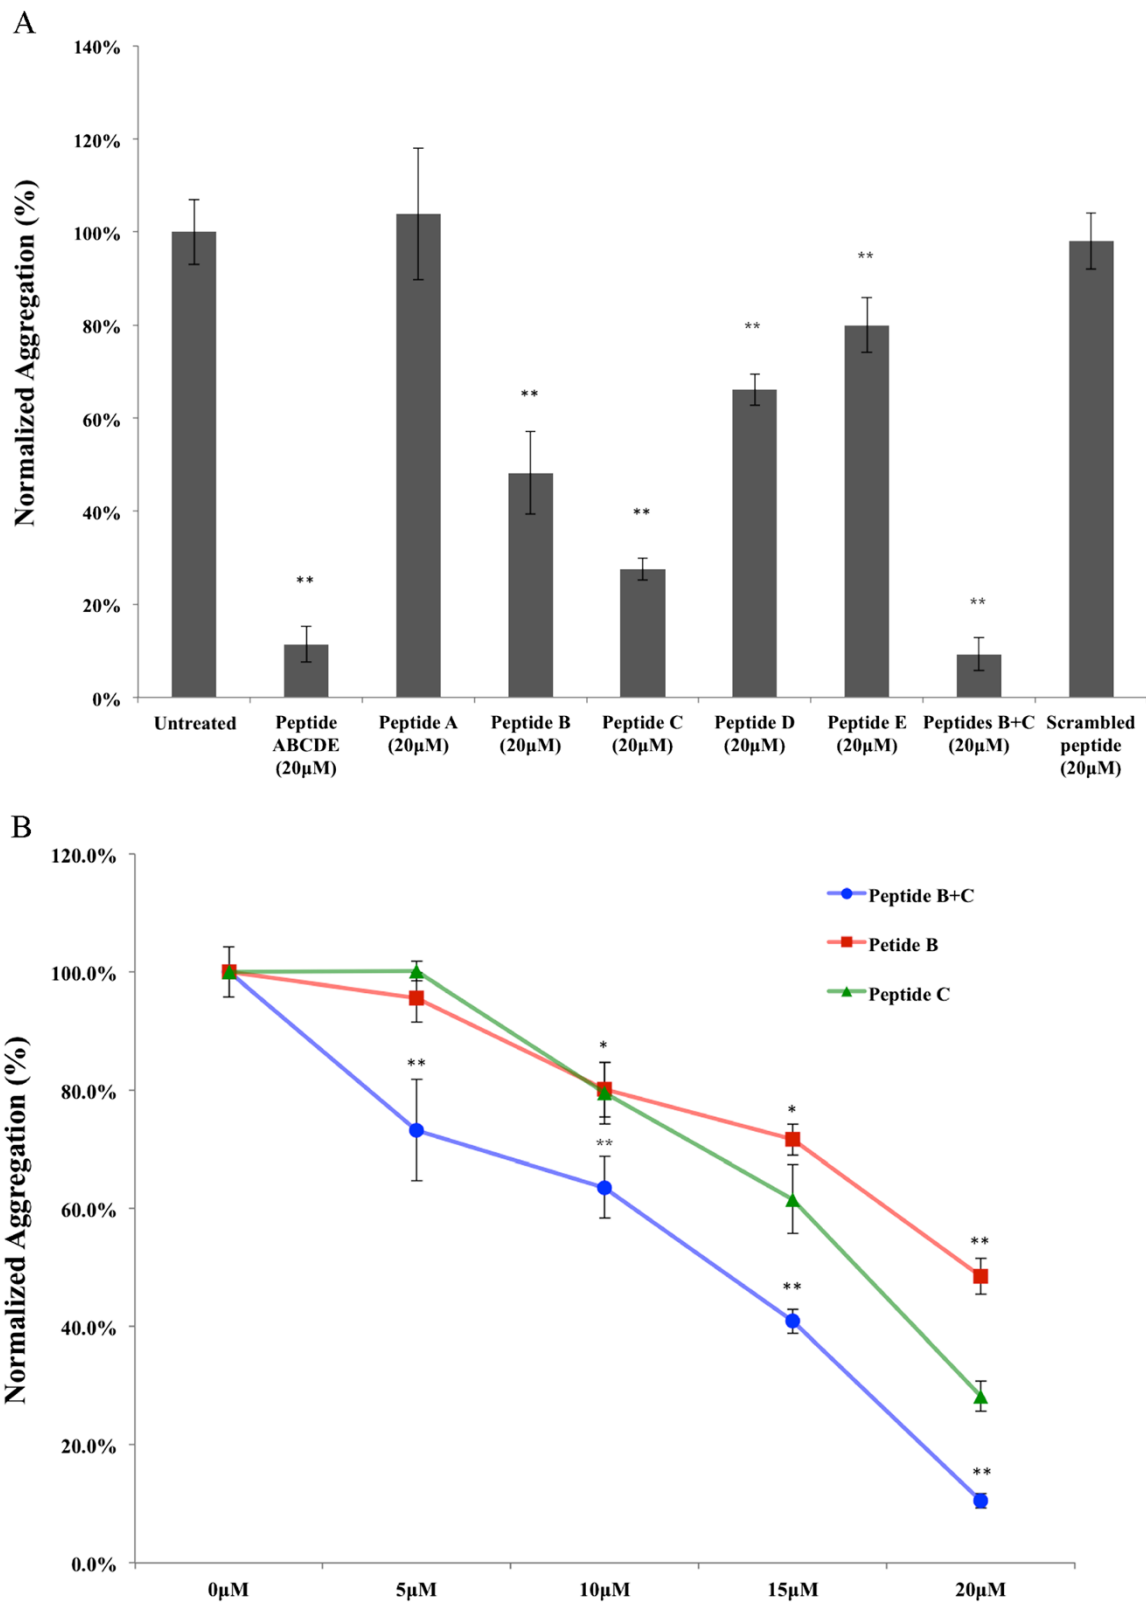 A
140%
120%
100%
80%
60%
40%
20%
0%
Normalized Aggregation (%)
**
**
**
**
**
**
Untreated
Peptide
ABCDE
(20μM)
Peptide A
(20μM)
Peptide B
(20μM)
Peptide C
(20μM)
Peptide D
(20μM)
Peptide E
(20μM)
Peptides B+C
(20μM)
Scrambled
peptide
(20μM)
B
120.0%
100.0%
80.0%
60.0%
40.0%
20.0%
0.0%
Normalized Aggregation (%)
Peptide B+C
Petide B
Peptide C
**
*
**
*
**
**
**
0μM
5μM
10μM
15μM
20μM